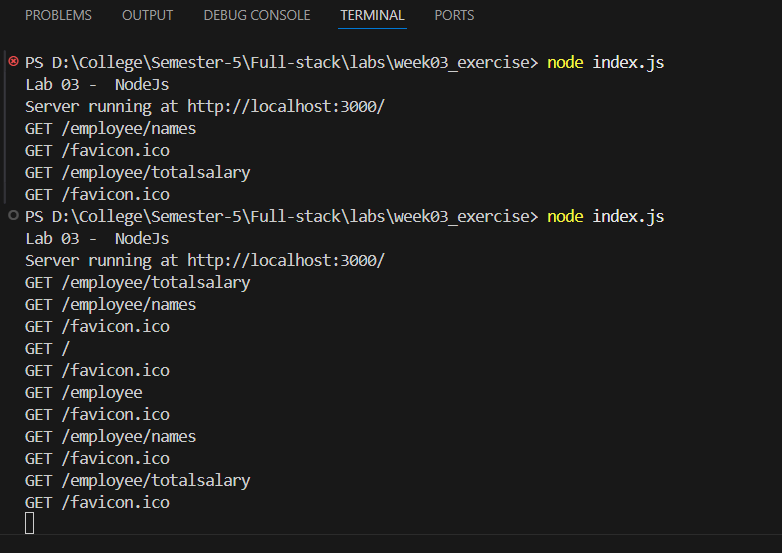 PROBLEMS OUTPUT DEBUG CONSOLE TERMINAL PORTS
PS D:\College\Semester-5\Full-stack\labs\week03_exercise> node index.js
Lab 03 -  NodeJs
Server running at http://localhost:3000/
GET /employee/names
GET /favicon.ico
GET /employee/totalsalary
GET /favicon.ico
PS D:\College\Semester-5\Full-stack\labs\week03_exercise> node index.js
Lab 03 -  NodeJs
Server running at http://localhost:3000/
GET /employee/totalsalary
GET /employee/names
GET /favicon.ico
GET /
GET /favicon.ico
GET /employee
GET /favicon.ico
GET /employee/names
GET /favicon.ico
GET /employee/totalsalary
GET /favicon.ico